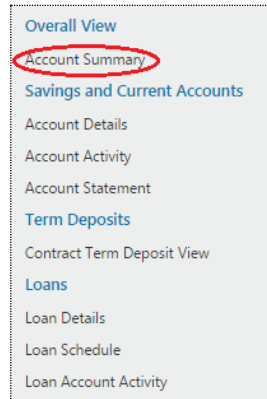 Overall View
Account Summary
Savings and Current Accounts
Account Details
Account Activity
Account Statement
Term Deposits
Contract Term Deposit View
Loans
Loan Details
Loan Schedule
Loan Account Activity